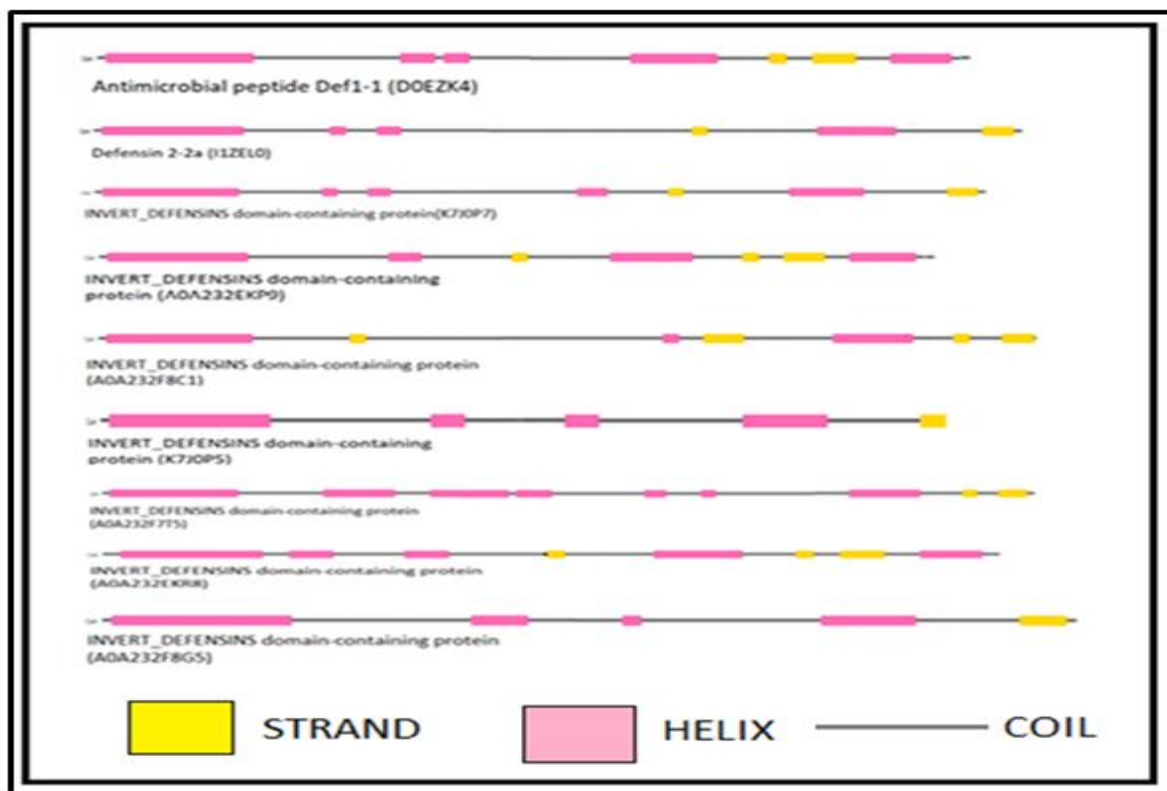 Antimicrobial peptide Def1-1 (D0EZK4)
Defensin 2-2a (I1ZEL0)
INVERT_DEFENSINS domain-containing protein(K7J0P7)
INVERT_DEFENSINS domain-containing
protein (A0A232EKP9)
INVERT_DEFENSINS domain-containing protein
(A0A232F8C1)
INVERT_DEFENSINS domain-containing
protein (K7J0P5)
INVERT_DEFENSINS domain-containing protein
(A0A232F7T5)
INVERT_DEFENSINS domain-containing protein
(A0A232EKR8)
INVERT_DEFENSINS domain-containing protein
(A0A232F8G5)
STRAND
HELIX
COIL